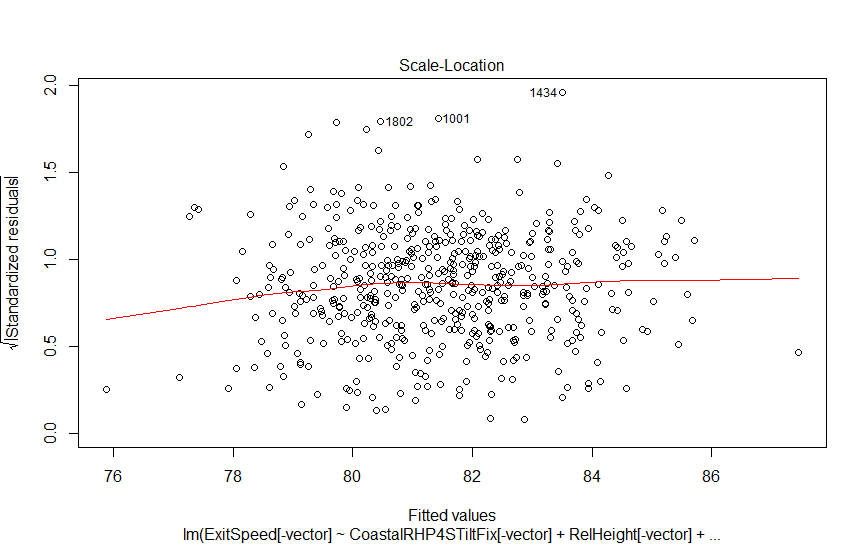 Scale-Location
√|Standardized residuals|
2.0
1.5
1.0
0.5
0.0
1434
1802
1001
76 78 80 82 84 86
Fitted values
lm(ExitSpeed[-vector] ~ CoastalRHP4STiltFix[-vector] + RelHeight[-vector] + ...